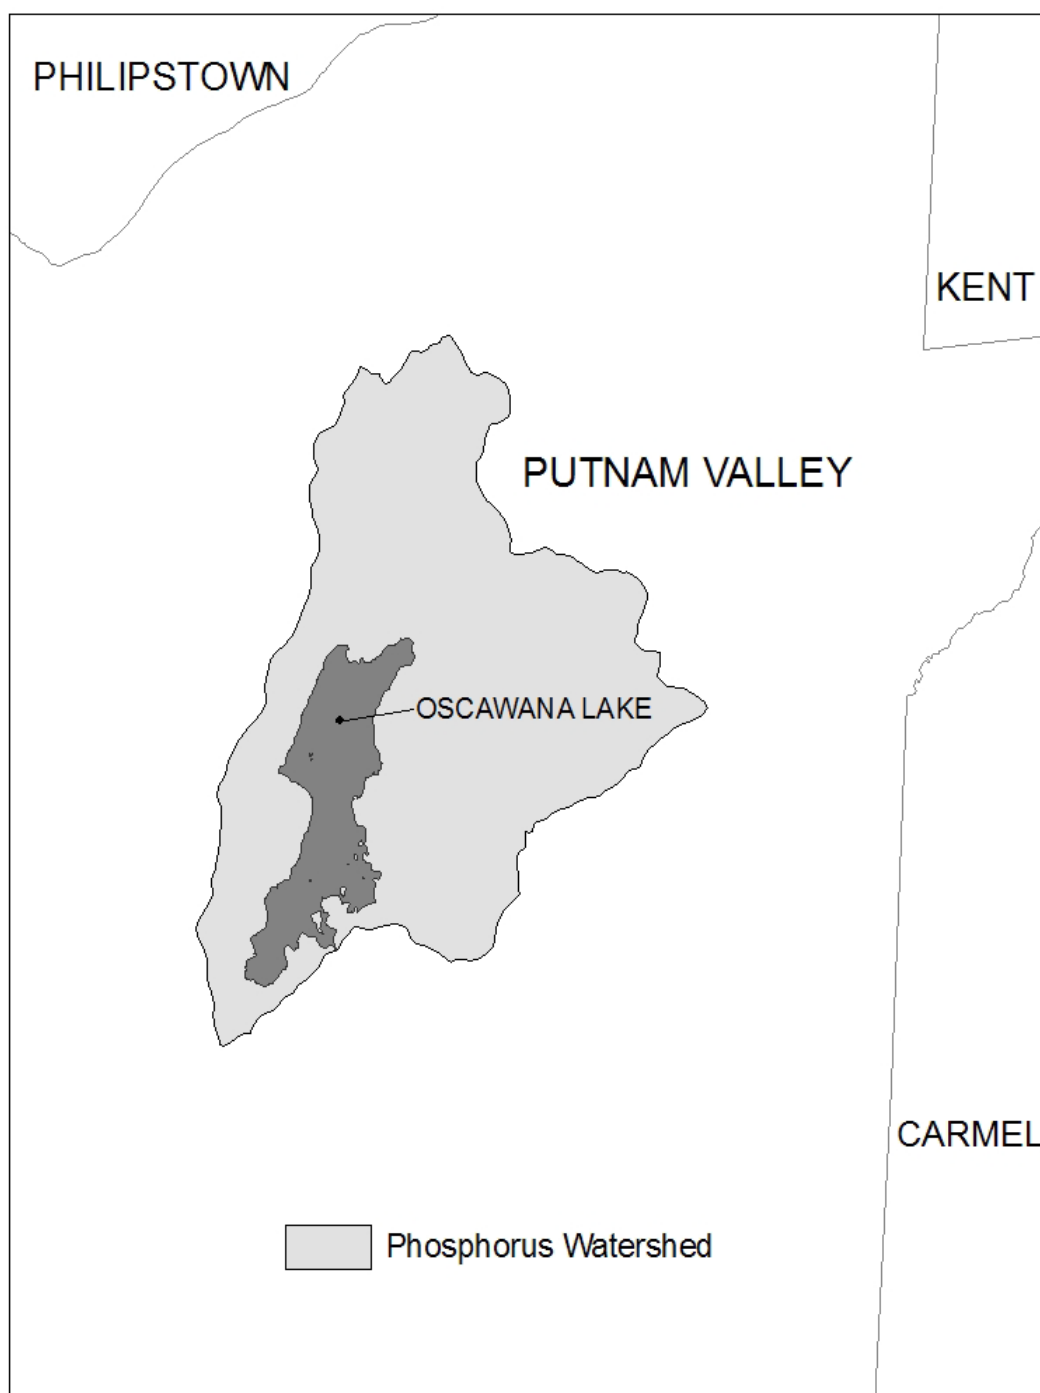 PHILIPSTOWN
KENT
PUTNAM VALLEY
OSCAWANA LAKE
CARMEL
Phosphorus Watershed